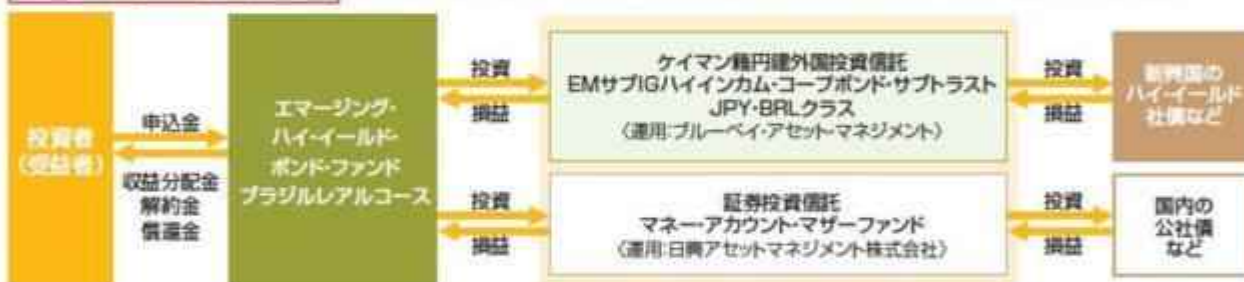 投資者
(受益者)
申込金
収益分配金
解約金
償還金
エマージング・
ハイ・イールド・
ボンド・ファンド
ブラジルレアルコース
投資
損益
投資
損益
ケイマン籍円建外国投資信託
EMサブIGハイインカム・コープボンド・サブトラスト
JPY・BRLクラス
〈運用:ブルーベイ・アセット・マネジメント〉
証券投資信託
マネー・アカウント・マザーファンド
〈運用:日興アセットマネジメント株式会社〉
投資
損益
投資
損益
新興国の
ハイ・イールド
社債など
国内の
公社債
など